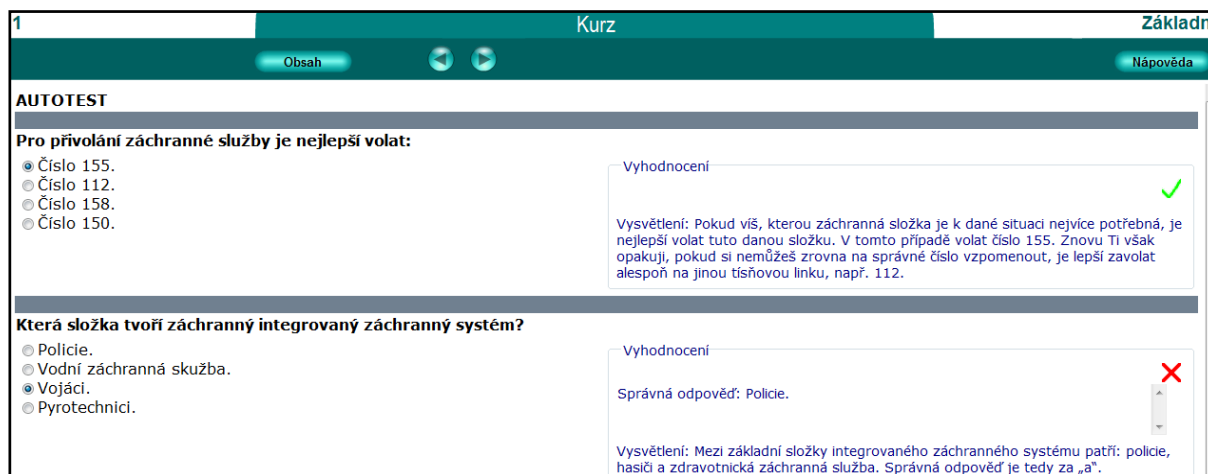 1 Kurz Základn
Obsah Nápověda
AUTOTEST
Pro přivolání záchranné služby je nejlepší volat:
Číslo 155.
Číslo 112.
Číslo 158.
Číslo 150.
Vyhodnocení
Vysvětlení: Pokud víš, kterou záchranná složka je k dané situaci nejvíce potřebná, je
nejlepší volat tuto danou složku. V tomto případě volat číslo 155. Znovu Ti však
opakuji, pokud si nemůžeš zrovna na správné číslo vzpomenout, je lepší zavolat
alespoň na jinou tísňovou linku, např. 112.
Která složka tvoří záchranný integrovaný záchranný systém?
Policie.
Vodní záchranná skužba.
Vojáci.
Pyrotechnici.
Vyhodnocení
Správná odpověď: Policie.
Vysvětlení: Mezi základní složky integrovaného záchranného systému patří: policie,
hasiči a zdravotnická záchranná služba. Správná odpověď je tedy za „a“.